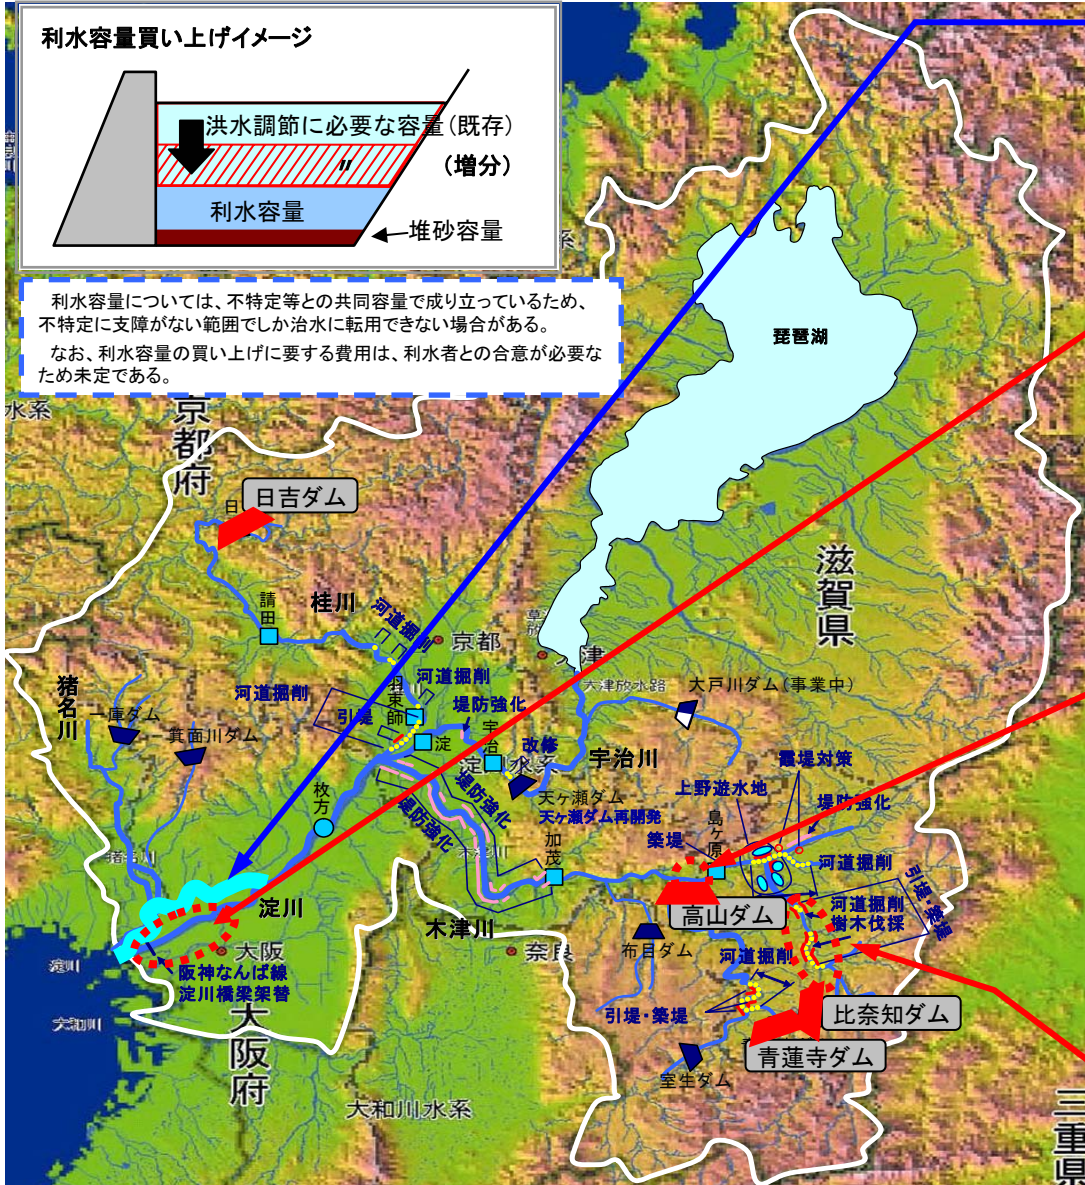 利水容量買い上げイメージ
洪水調節に必要な容量(既存)
〃
(増分)
利水容量
堆砂容量
利水容量については、不特定等との共同容量で成り立っているため、
不特定に支障がない範囲でしか治水に転用できない場合がある。
なお、利水容量の買い上げに要する費用は、利水者との合意が必要な
ため未定である。
水系
系
琵琶湖
京都府
日
日吉ダム
滋賀県
請田
桂川
河道掘削
京都
大津
大津放水路
大戸川ダム(事業中)
猪名川
河道掘削
河道掘削
羽束師
引堤
堤防強化
一庫ダム
箕面川ダム
淀
宇治
改修
淀川水系
宇治川
霞堤対策
上野遊水地
堤防強化
天ヶ瀬ダム
天ヶ瀬ダム再開発
枚方
堤防強化
堤防強化
木津川
加茂
築堤
島ヶ原
河道掘削
猪名川
引堤・築堤
河道掘削
樹木伐採
高山ダム
淀川
木津川
大阪
奈良
布目ダム
河道掘削
淀川
阪神なんば線
淀川橋梁架替
大和川
大阪府
引堤・築堤
比奈知ダム
青蓮寺ダム
室生ダム
大和川水系
三重県